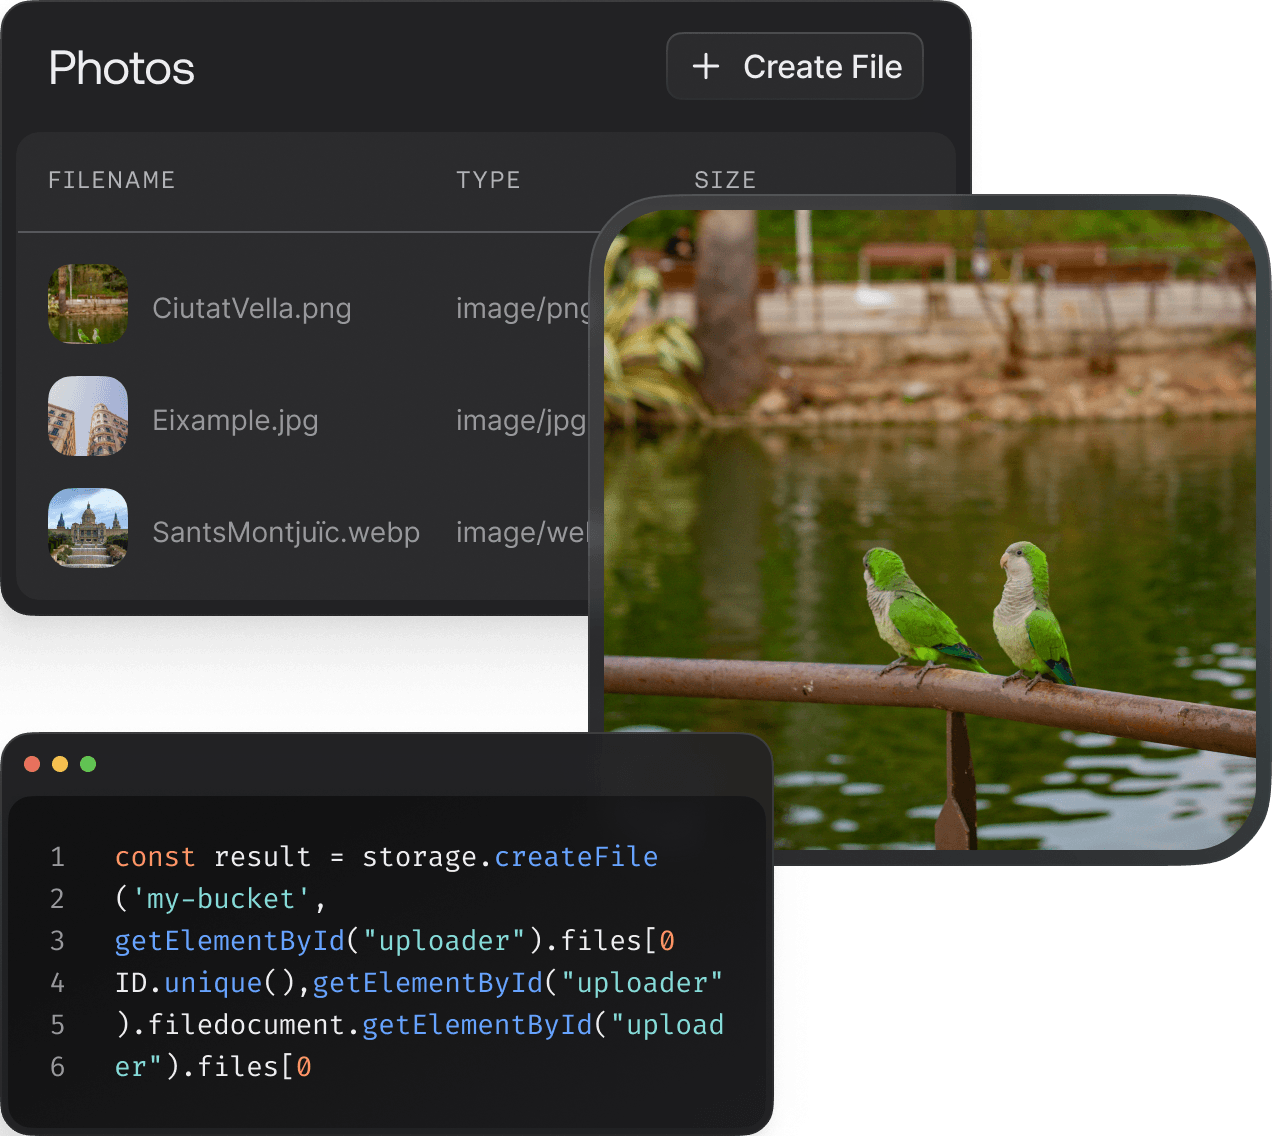 Photos
+ Create File
FILENAME TYPE SIZE
CiutatVella.png image/png
Eixample.jpg image/jpg
SantsMontjuïc.webp image/we
1 const result = storage.createFile
2 ('my-bucket',
3 getElementById("uploader").files[0
4 ID.unique(),getElementById("uploader"
5 ).filedocument.getElementById("upload
6 er").files[0